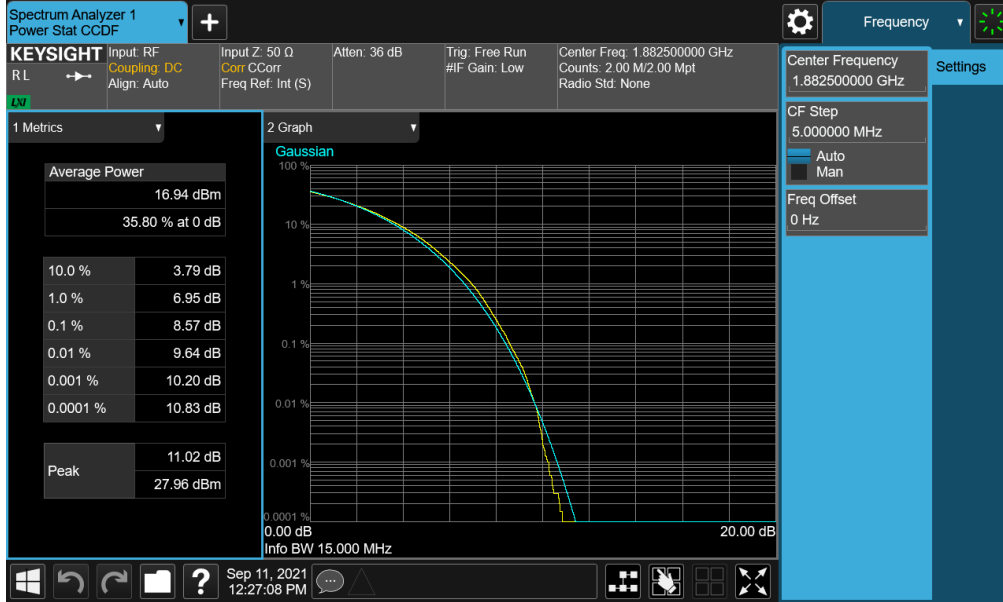 Spectrum Analyzer 1
Power Stat CCDF
+
Frequency
KEYSIGHT
RL
LXI
Input: RF
Coupling: DC
Align: Auto
Input Z: 50 Ω
Corr CCorr
Freq Ref: Int (S)
Atten: 36 dB
Trig: Free Run
#IF Gain: Low
Center Freq: 1.882500000 GHz
Counts: 2.00 M/2.00 Mpt
Radio Std: None
Center Frequency
1.882500000 GHz
Settings
CF Step
5.000000 MHz
Auto
Man
Freq Offset
0 Hz
1 Metrics
Average Power
16.94 dBm
35.80 % at 0 dB
10.0 % 3.79 dB
1.0 % 6.95 dB
0.1 % 8.57 dB
0.01 % 9.64 dB
0.001 % 10.20 dB
0.0001 % 10.83 dB
Peak
11.02 dB
27.96 dBm
2 Graph
Gaussian
100 %
10 %
1 %
0.1 %
0.01 %
0.001 %
0.0001 %
0.00 dB 20.00 dB
Info BW 15.000 MHz
?
Sep 11, 2021
12:27:08 PM